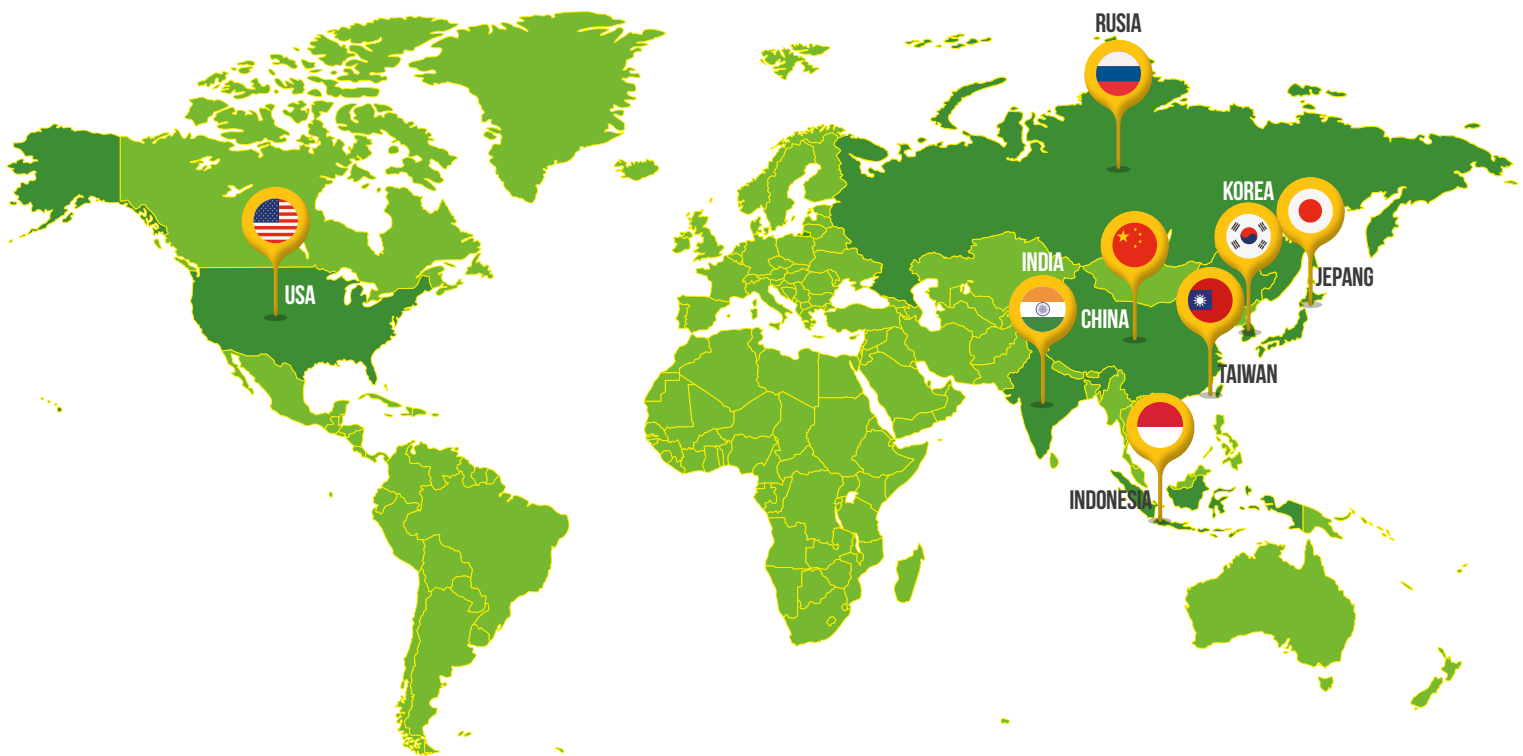 RUSIA
KOREA
JEPANG
INDIA
USA
CHINA
TAIWAN
INDONESIA